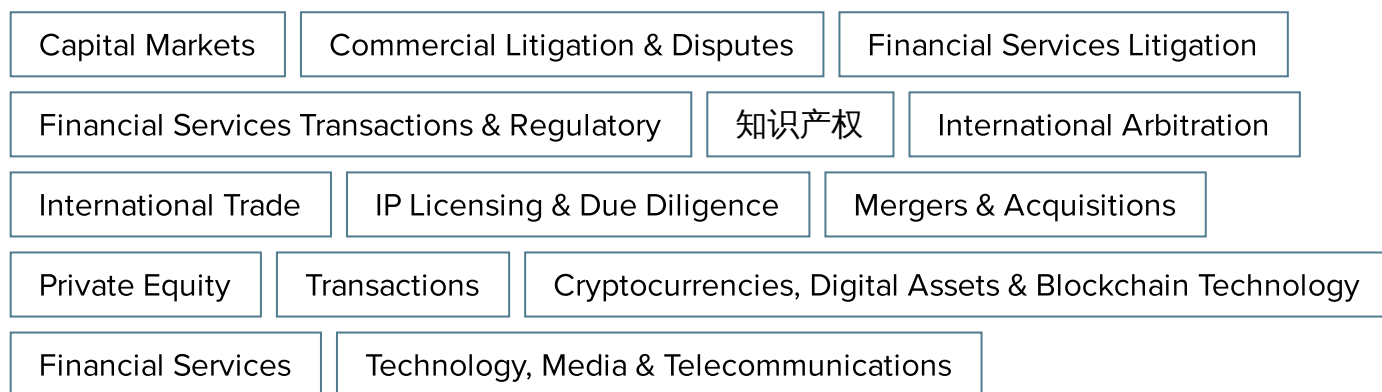 Capital Markets Commercial Litigation & Disputes Financial Services Litigation
Financial Services Transactions & Regulatory 知识产权 International Arbitration
International Trade IP Licensing & Due Diligence Mergers & Acquisitions
Private Equity Transactions Cryptocurrencies, Digital Assets & Blockchain Technology
Financial Services Technology, Media & Telecommunications